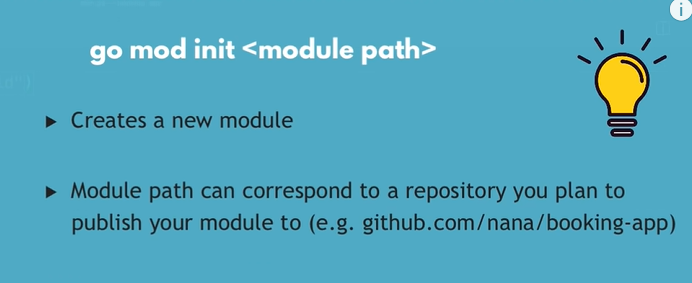 go mod init <module path>
▸ Creates a new module
▸ Module path can correspond to a repository you plan to
publish your module to (e.g. github.com/nana/booking-app)